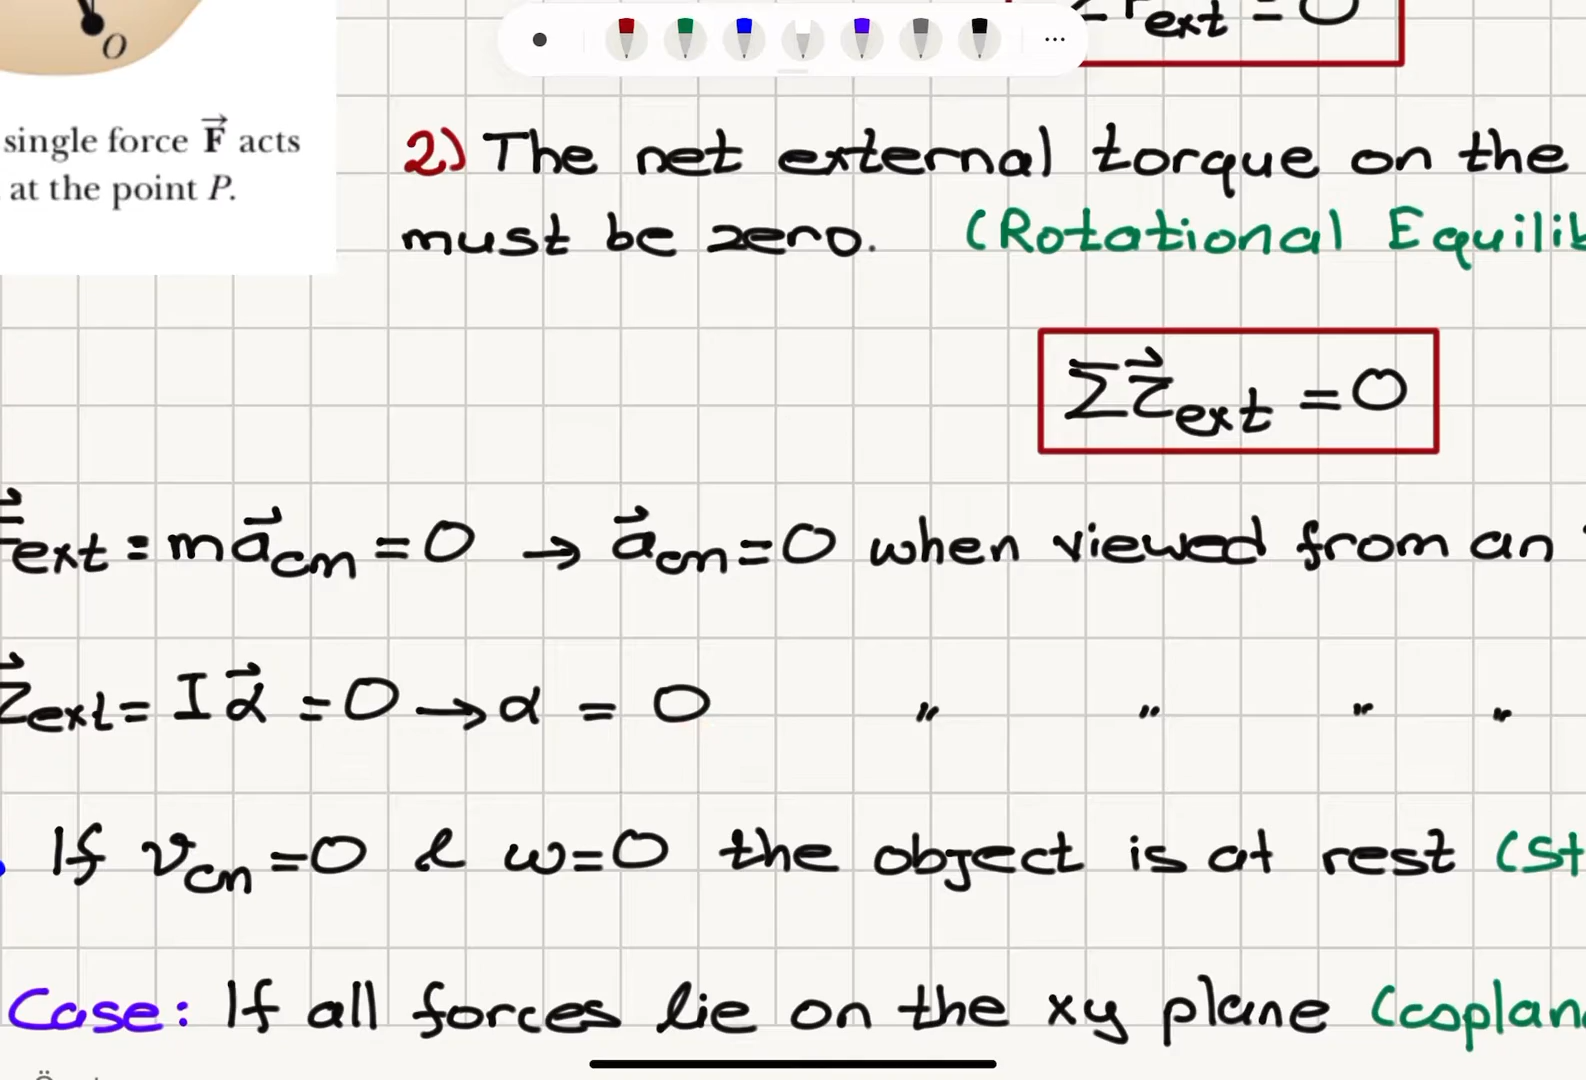 ext = 0
O
single force F⃗ acts
at the point P.
2) The net external torque on the
must be zero. (Rotational Equilib
Στ⃗ext = 0
ext = ma⃗cm = 0 → a⃗cm = 0 when viewed from an
τ⃗ext = Iα⃗ = 0 → α = 0 " " " "
If vcm = 0 & ω = 0 the object is at rest (St
Case: If all forces lie on the xy plane (coplan